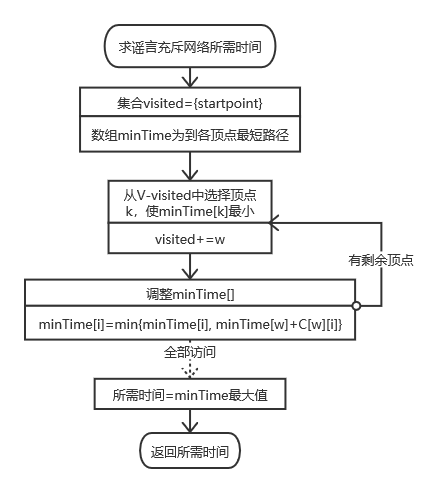 求谣言充斥网络所需时间
集合visited={startpoint}
数组minTime为到各顶点最短路径
从V-visited中选择顶点
k，使minTime[k]最小
visited+=w
有剩余顶点
调整minTime[]
minTime[i]=min{minTime[i], minTime[w]+C[w][i]}
全部访问
所需时间=minTime最大值
返回所需时间